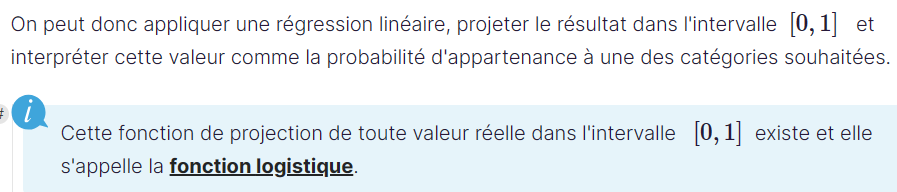 On peut donc appliquer une régression linéaire, projeter le résultat dans l'intervalle [0, 1] et
interpréter cette valeur comme la probabilité d'appartenance à une des catégories souhaitées.
#
i
Cette fonction de projection de toute valeur réelle dans l'intervalle [0, 1] existe et elle
s'appelle la fonction logistique.